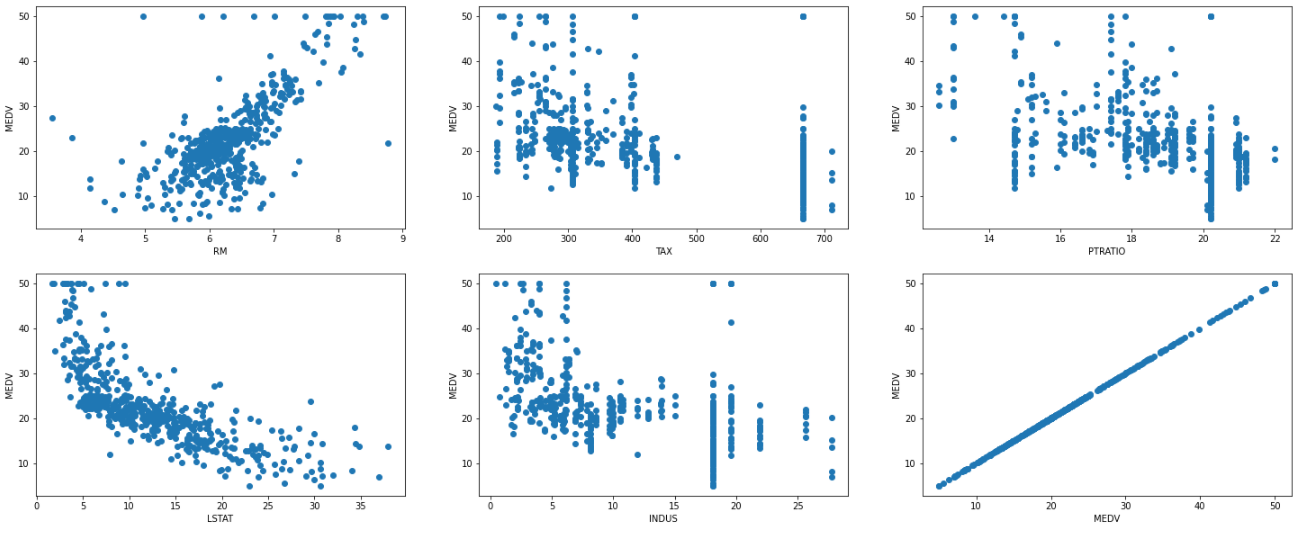 50
40
30
20
10
MEDV
4 5 6 7 8 9
RM
50
40
30
20
10
MEDV
200 300 400 500 600 700
TAX
50
40
30
20
10
MEDV
14 16 18 20 22
PTRATIO
50
40
30
20
10
MEDV
0 5 10 15 20 25 30 35
LSTAT
50
40
30
20
10
MEDV
0 5 10 15 20 25
INDUS
50
40
30
20
10
MEDV
10 20 30 40 50
MEDV